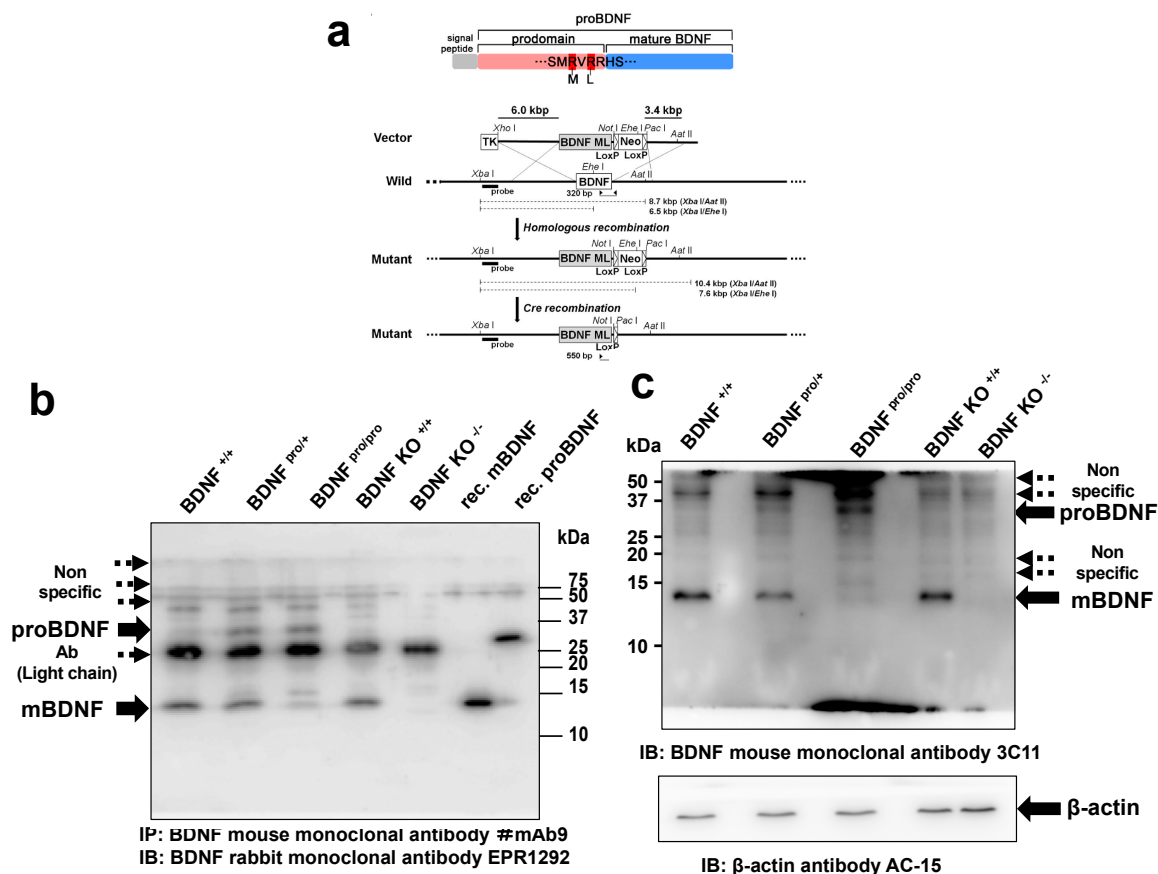 a
proBDNF
signal
peptide
prodomain
mature BDNF
···SMRVRRHS···
M L
6.0 kbp
3.4 kbp
Xho I
Not I
Ehe I
Pac I
Aat II
Vector
TK
BDNF ML
Neo
LoxP
LoxP
Ehe I
Wild
Xba I
BDNF
Aat II
probe
320 bp
8.7 kbp (Xba I/Aat II)
6.5 kbp (Xba I/Ehe I)
Homologous recombination
Not I
Ehe I
Pac I
Mutant
Xba I
BDNF ML
Neo
Aat II
probe
LoxP
LoxP
10.4 kbp (Xba I/Aat II)
7.6 kbp (Xba I/Ehe I)
Cre recombination
Not I
Pac I
Mutant
Xba I
BDNF ML
Aat II
probe
LoxP
550 bp
b
BDNF +/+
BDNF pro/+
BDNF pro/pro
BDNF KO +/+
BDNF KO -/-
rec. mBDNF
rec. proBDNF
kDa
Non
specific
proBDNF
Ab
(Light chain)
mBDNF
75
50
37
25
20
15
10
IP: BDNF mouse monoclonal antibody #mAb9
IB: BDNF rabbit monoclonal antibody EPR1292
c
BDNF +/+
BDNF pro/+
BDNF pro/pro
BDNF KO +/+
BDNF KO -/-
kDa
50
37
25
20
15
10
Non
specific
proBDNF
Non
specific
mBDNF
IB: BDNF mouse monoclonal antibody 3C11
β-actin
IB: β-actin antibody AC-15